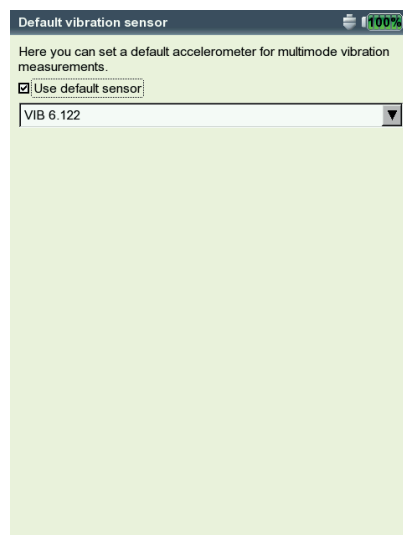 Default vibration sensor
100%
Here you can set a default accelerometer for multimode vibration
measurements.
Use default sensor
VIB 6.122